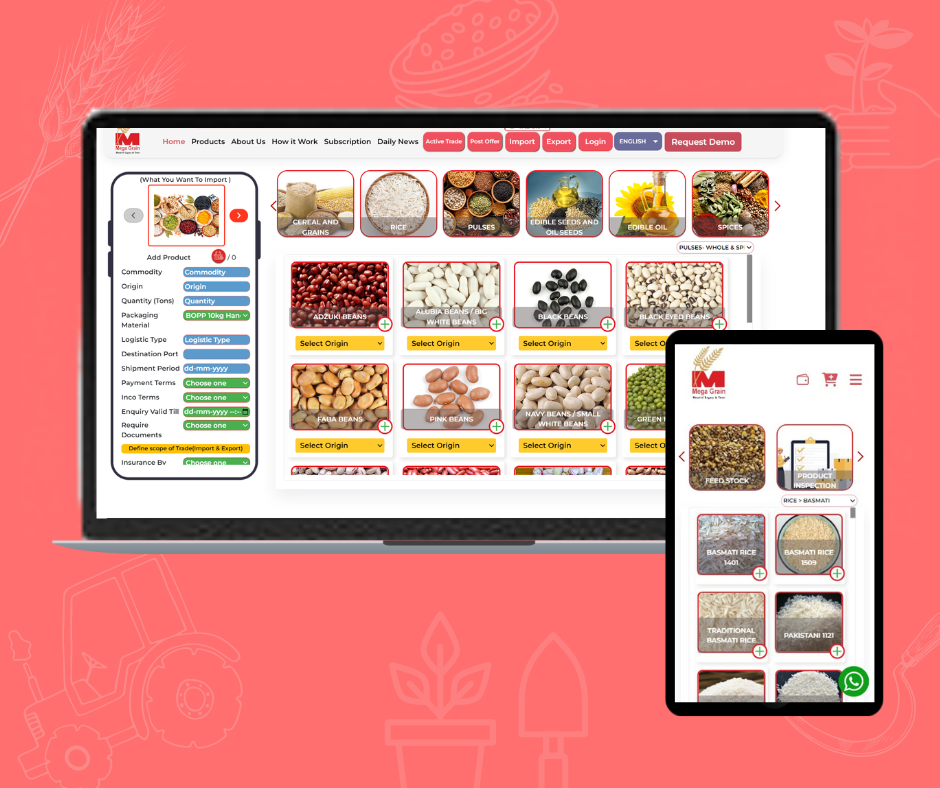 Mega Grain
World of Agree & Trade
Home Products About Us How it Work Subscription Daily News Active Trade Post Offer Import Export Login ENGLISH Request Demo
(What You Want To Import )
Add Product / 0
Commodity Commodity
Origin Origin
Quantity (Tons) Quantity
Packaging Material BOPP 10kg Han
Logistic Type Logistic Type
Destination Port
Shipment Period dd-mm-yyyy
Payment Terms Choose one
Inco Terms Choose one
Enquiry Valid Till dd-mm-yyyy --:-
Require Documents Choose one
Define scope of Trade(Import & Export)
Insurance By Choose one
CEREAL AND GRAINS
RICE
PULSES
EDIBLE SEEDS AND OIL SEEDS
EDIBLE OIL
SPICES
PULSES- WHOLE & SP
ADZUKI BEANS
ALUBIA BEANS / BIG WHITE BEANS
BLACK BEANS
BLACK EYED BEANS
Select Origin
Select Origin
Select Origin
Select O
FABA BEANS
PINK BEANS
NAVY BEANS / SMALL WHITE BEANS
GREEN
Select Origin
Select Origin
Select Origin
Select O
Mega Grain
FEED STOCK
PRODUCT INSPECTION
RICE > BASMATI
BASMATI RICE 1401
BASMATI RICE 1509
TRADITIONAL BASMATI RICE
PAKISTANI 1121